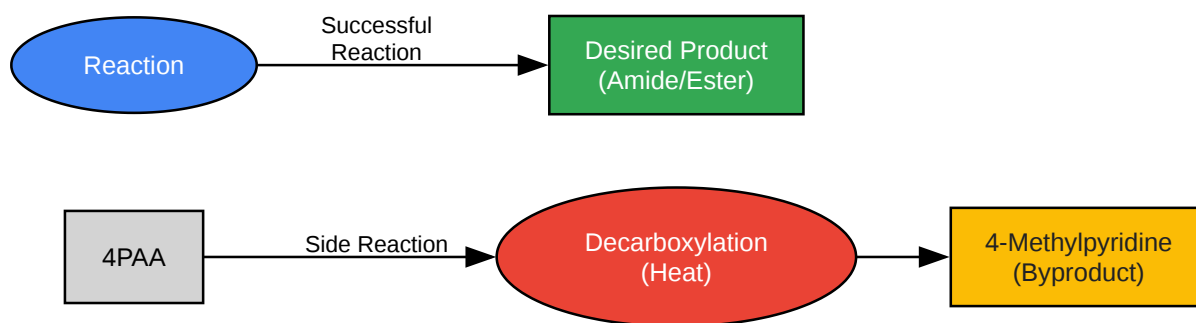 Reaction
Successful
Reaction
Desired Product
(Amide/Ester)
4PAA
Side Reaction
Decarboxylation
(Heat)
4-Methylpyridine
(Byproduct)